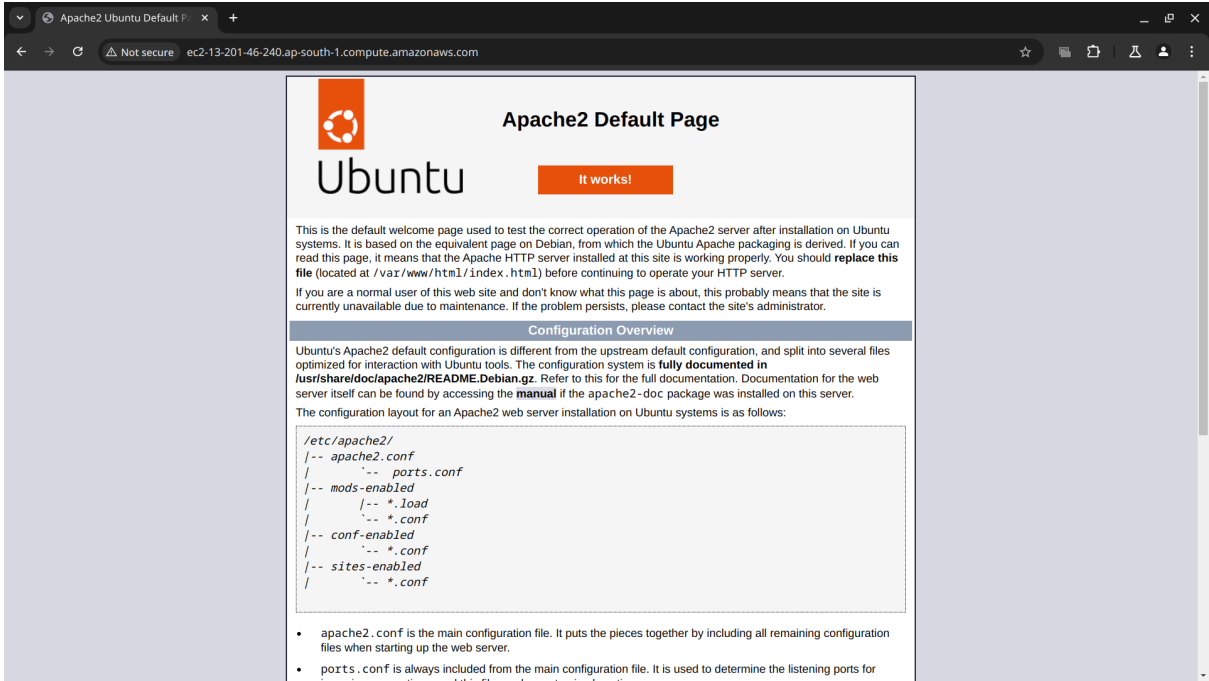 Apache2 Ubuntu Default Pa
Not secure ec2-13-201-46-240.ap-south-1.compute.amazonaws.com
Ubuntu
Apache2 Default Page
It works!
This is the default welcome page used to test the correct operation of the Apache2 server after installation on Ubuntu
systems. It is based on the equivalent page on Debian, from which the Ubuntu Apache packaging is derived. If you can
read this page, it means that the Apache HTTP server installed at this site is working properly. You should replace this
file (located at /var/www/html/index.html) before continuing to operate your HTTP server.
If you are a normal user of this web site and don't know what this page is about, this probably means that the site is
currently unavailable due to maintenance. If the problem persists, please contact the site's administrator.
Configuration Overview
Ubuntu's Apache2 default configuration is different from the upstream default configuration, and split into several files
optimized for interaction with Ubuntu tools. The configuration system is fully documented in
/usr/share/doc/apache2/README.Debian.gz. Refer to this for the full documentation. Documentation for the web
server itself can be found by accessing the manual if the apache2-doc package was installed on this server.
The configuration layout for an Apache2 web server installation on Ubuntu systems is as follows:
/etc/apache2/
|-- apache2.conf
|       `--  ports.conf
|-- mods-enabled
|       |-- *.load
|       `-- *.conf
|-- conf-enabled
|       `-- *.conf
|-- sites-enabled
|       `-- *.conf
• apache2.conf is the main configuration file. It puts the pieces together by including all remaining configuration
files when starting up the web server.
• ports.conf is always included from the main configuration file. It is used to determine the listening ports for